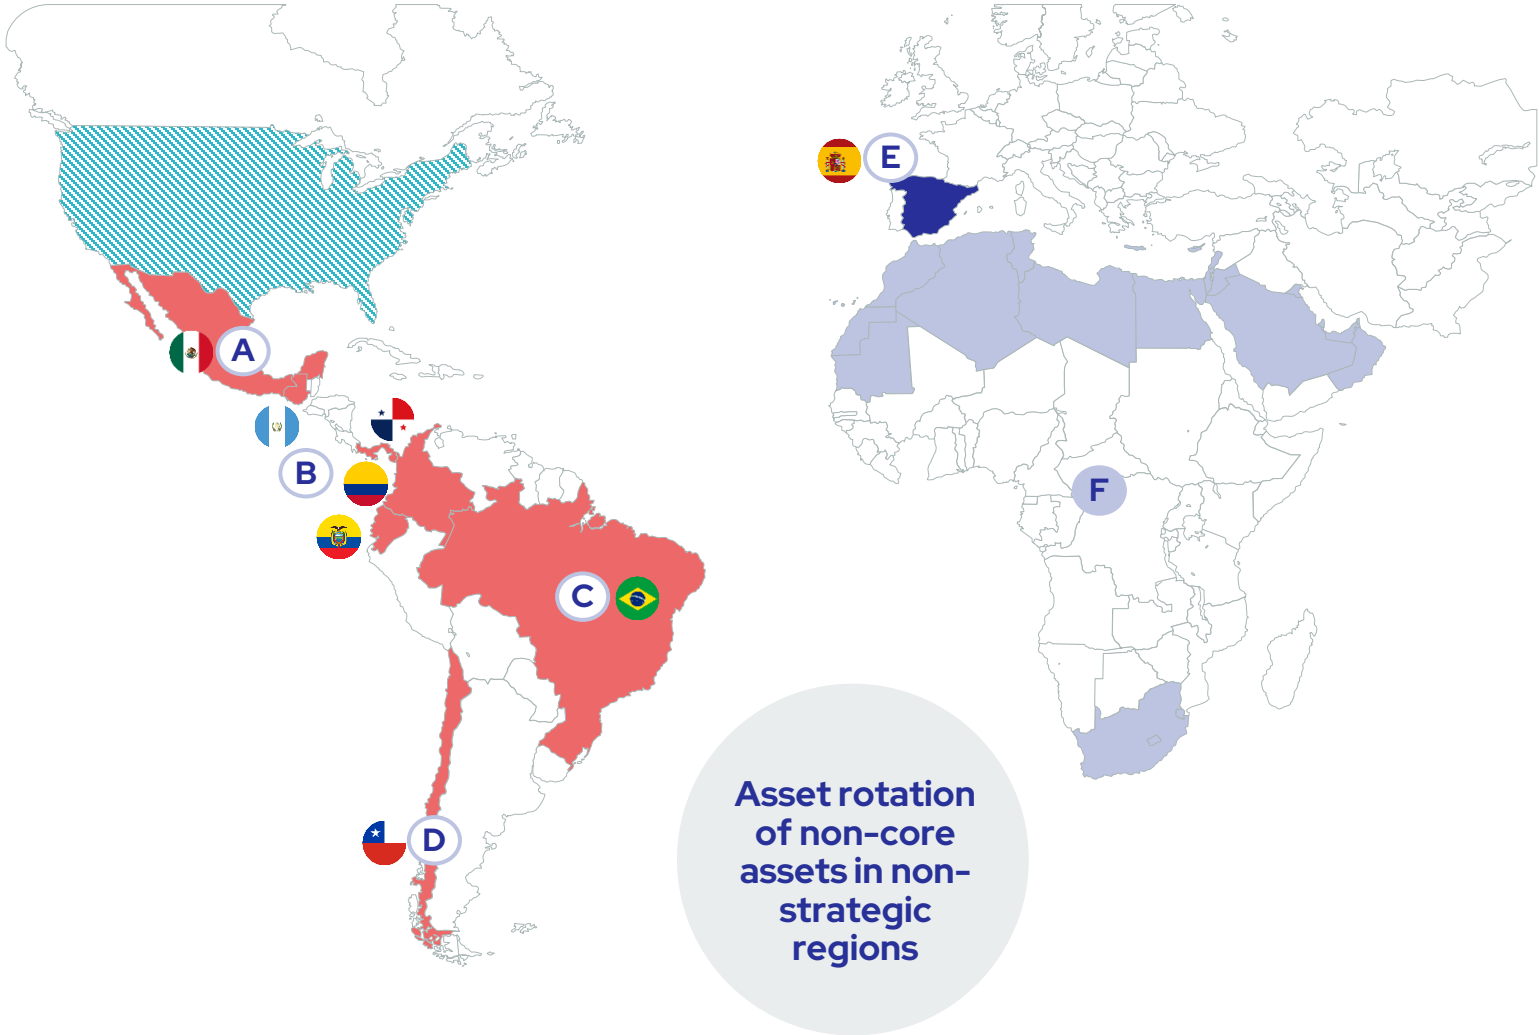 E
A
B
F
C
D
Asset rotation
of non-core
assets in non-
strategic
regions